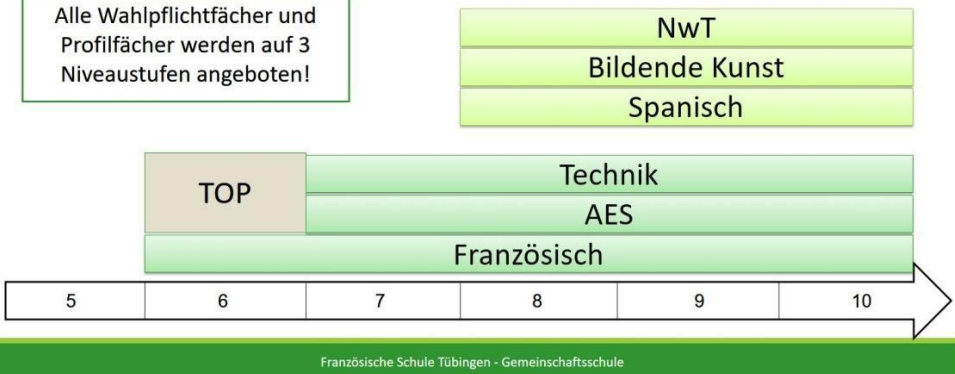 Alle Wahlpflichtfächer und
Profilfächer werden auf 3
Niveaustufen angeboten!
NwT
Bildende Kunst
Spanisch
TOP
Technik
AES
Französisch
5 6 7 8 9 10
Französische Schule Tübingen - Gemeinschaftsschule